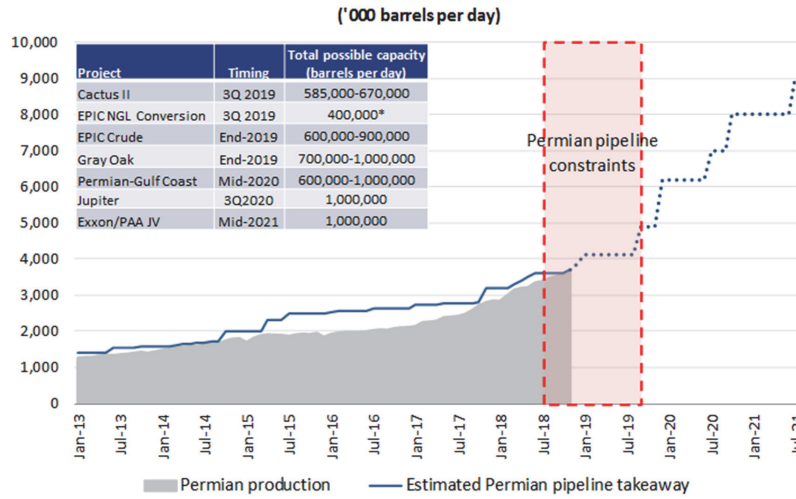 ('000 barrels per day)
10,000
9,000
8,000
7,000
6,000
5,000
4,000
3,000
2,000
1,000
0
Total possible capacity
Project Timing (barrels per day)
Cactus II 3Q 2019 585,000-670,000
EPIC NGL Conversion 3Q 2019 400,000*
EPIC Crude End-2019 600,000-900,000
Gray Oak End-2019 700,000-1,000,000
Permian-Gulf Coast Mid-2020 600,000-1,000,000
Jupiter 3Q2020 1,000,000
Exxon/PAA JV Mid-2021 1,000,000
Permian pipeline
constraints
Jan-13
Jul-13
Jan-14
Jul-14
Jan-15
Jul-15
Jan-16
Jul-16
Jan-17
Jul-17
Jan-18
Jul-18
Jan-19
Jul-19
Jan-20
Jul-20
Jan-21
Jul-21
Permian production Estimated Permian pipeline takeaway